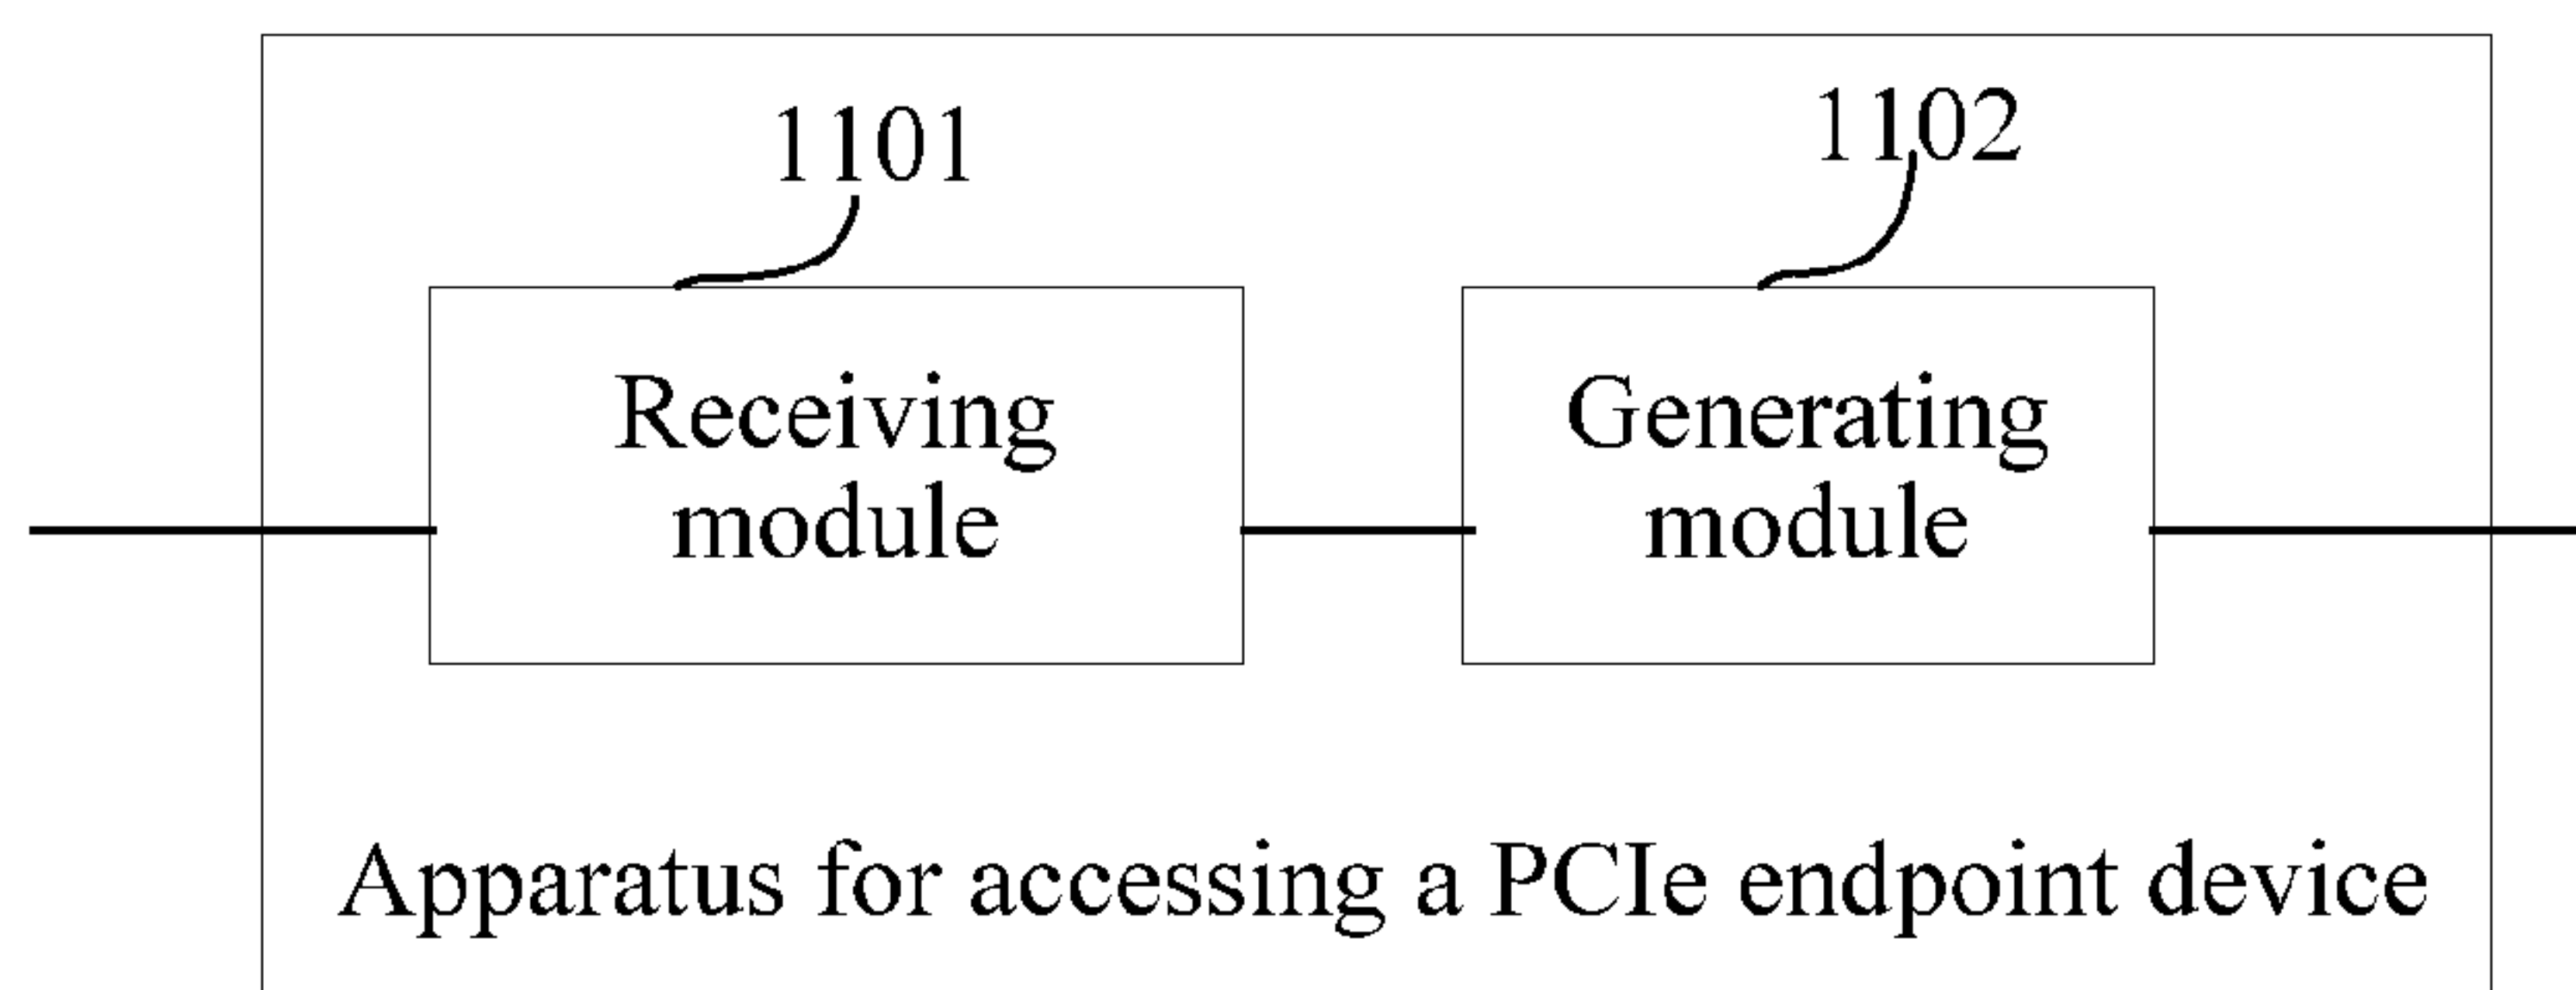 1101
1102
Receiving
module
Generating
module
Apparatus for accessing a PCIe endpoint device